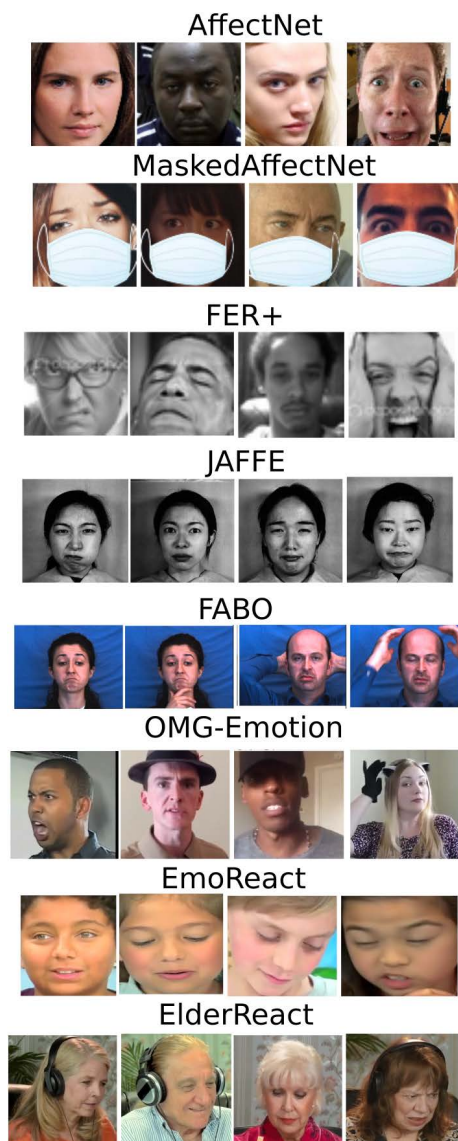 AffectNet
MaskedAffectNet
FER+
JAFFE
FABO
OMG-Emotion
EmoReact
ElderReact